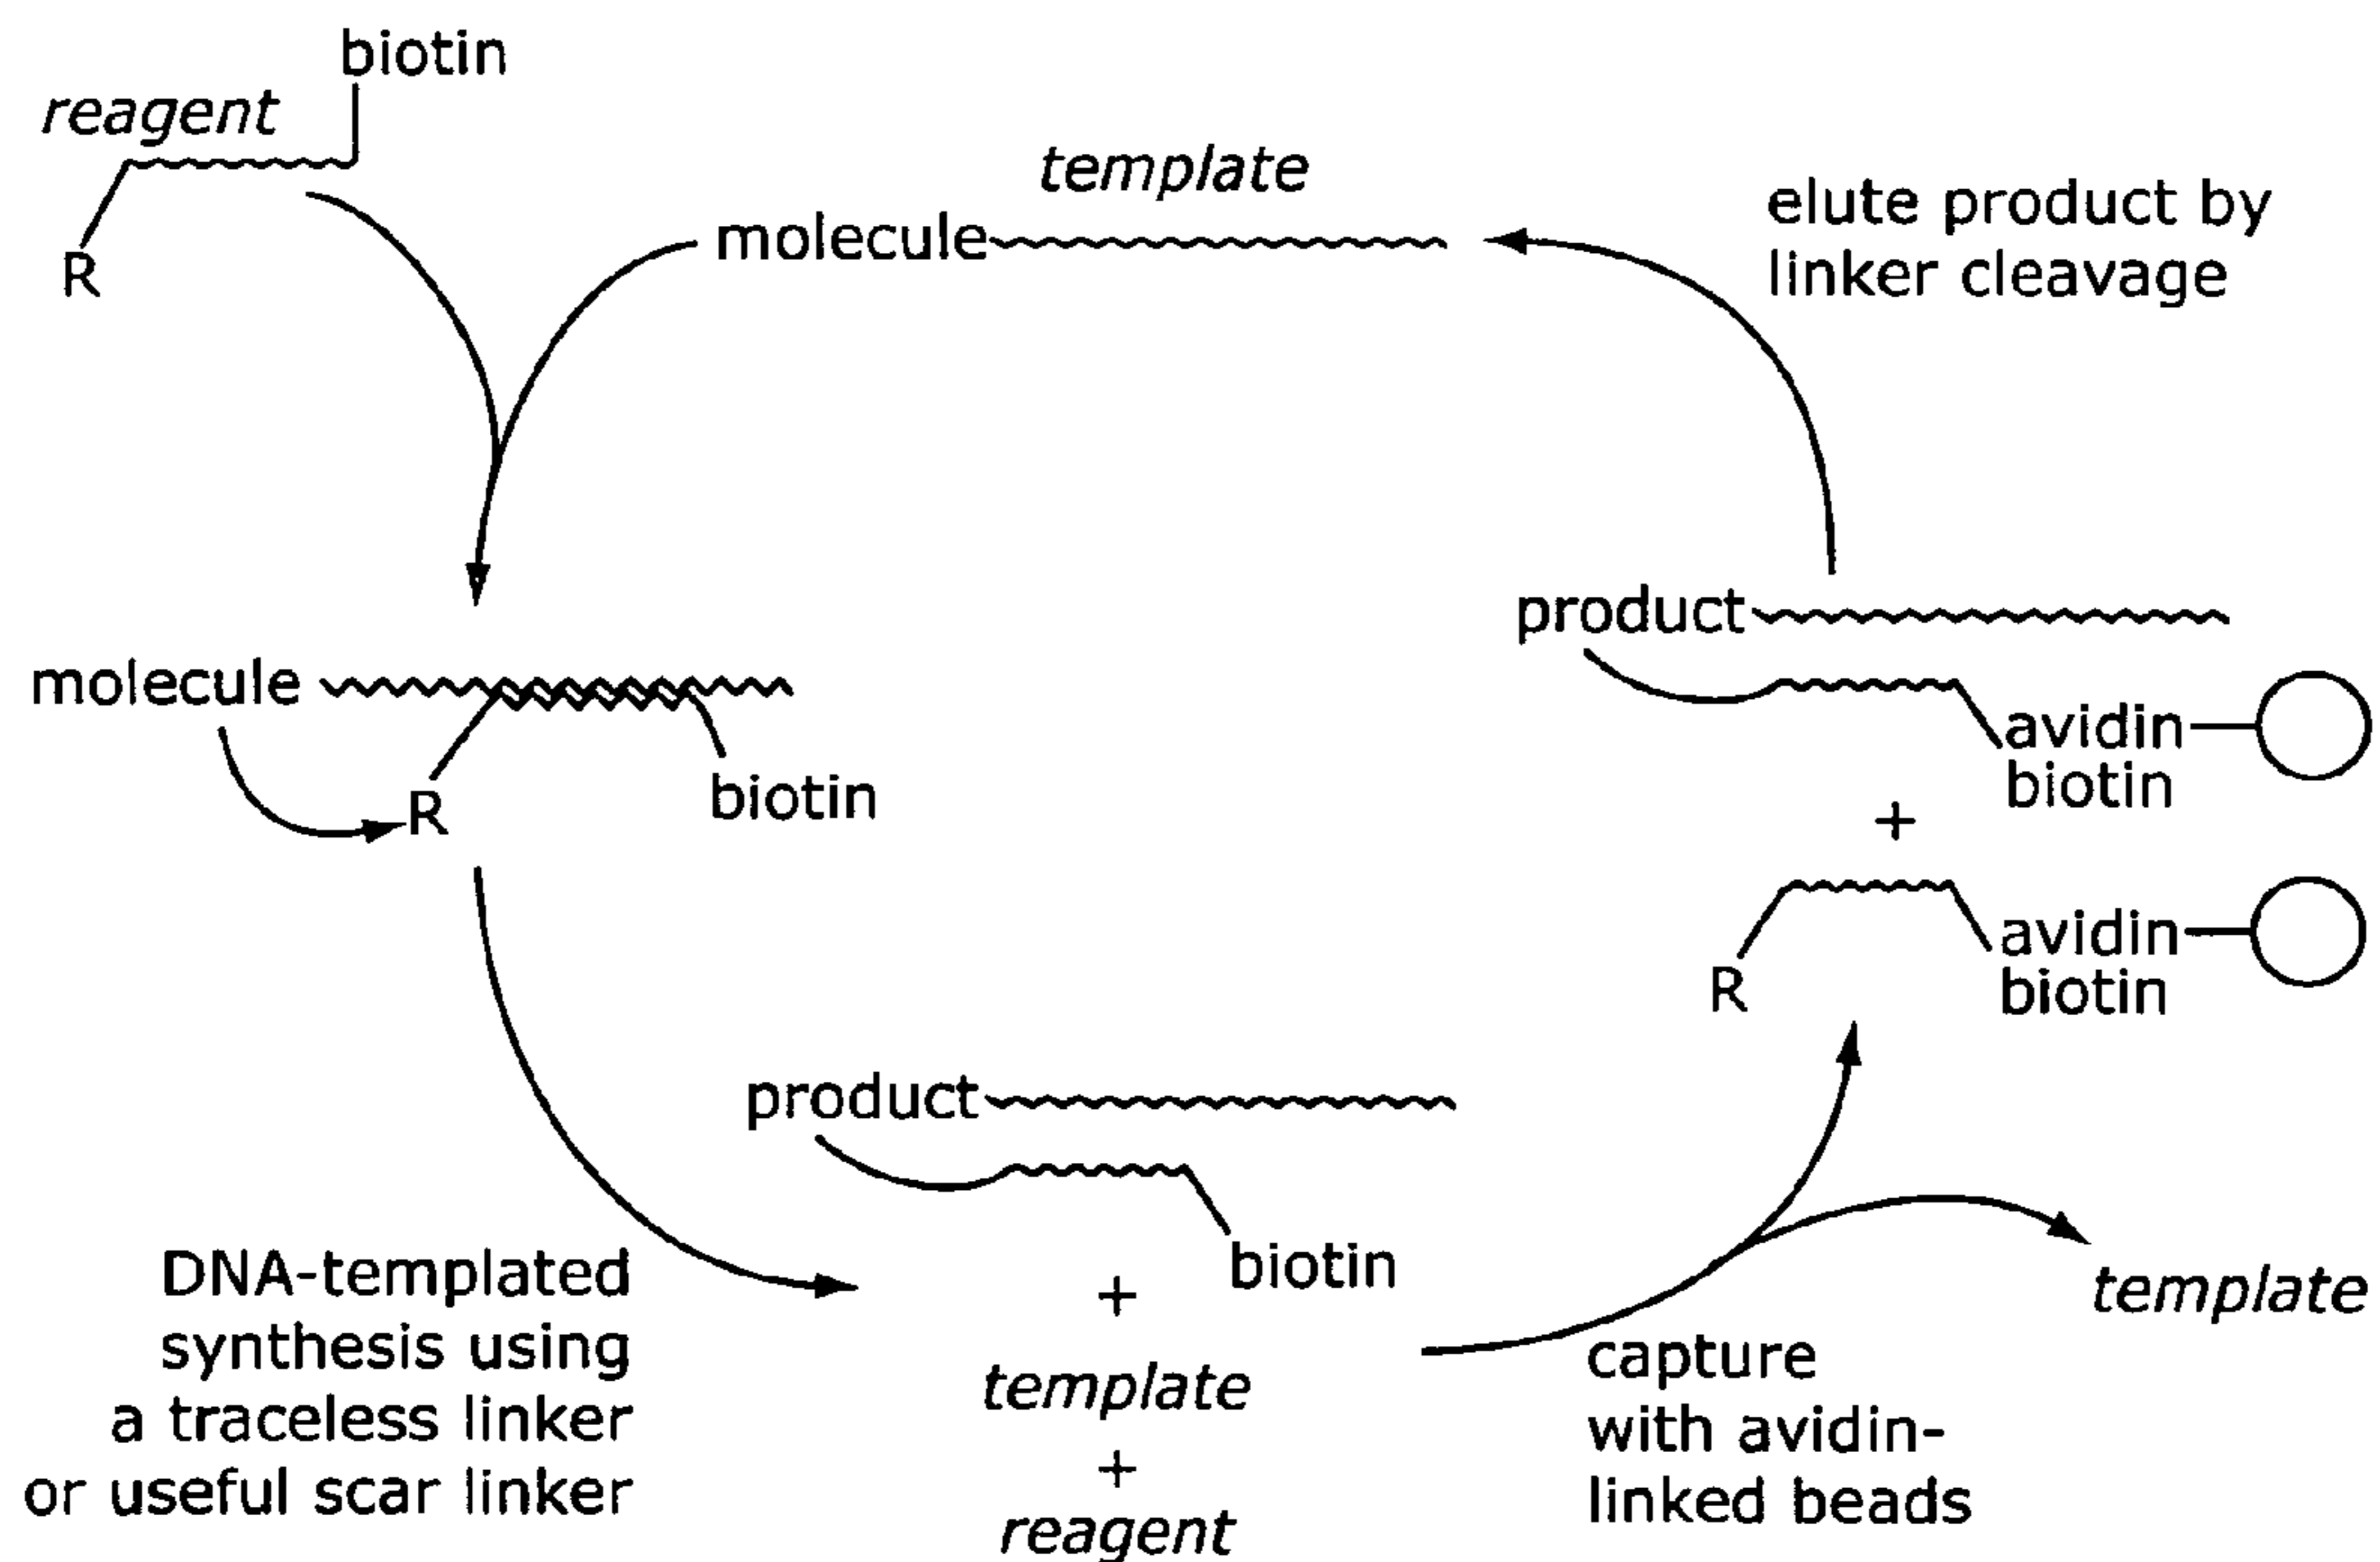 biotin
reagent
R
template
molecule
elute product by
linker cleavage
molecule
R
biotin
product
avidin
biotin
+
R
avidin
biotin
DNA-templated
synthesis using
a traceless linker
or useful scar linker
product
biotin
+
template
+
reagent
capture
with avidin-
linked beads
template